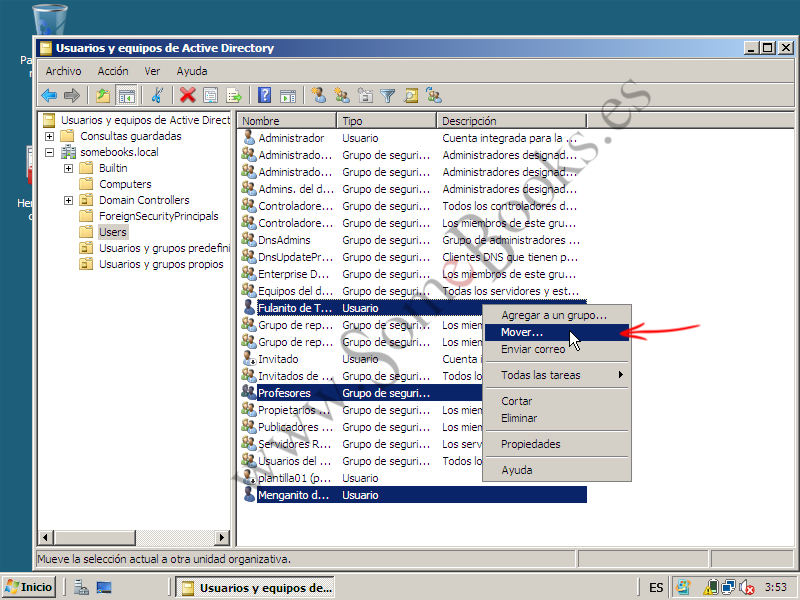 Usuarios y equipos de Active Directory
Archivo Acción Ver Ayuda
Usuarios y equipos de Active Direct
Consultas guardadas
somebooks.local
Builtin
Computers
Domain Controllers
ForeignSecurityPrincipals
Users
Usuarios y grupos predefini
Usuarios y grupos propios
Nombre Tipo Descripción
Administrador Usuario Cuenta integrada para la ...
Administrado... Grupo de seguri... Administradores designad...
Administrado... Grupo de seguri... Administradores designad...
Admins. del d... Grupo de seguri... Administradores designad...
Controladore... Grupo de seguri... Todos los controladores d...
Controladore... Grupo de seguri... Los miembros de este gru...
DnsAdmins Grupo de seguri... Grupo de administradores ...
DnsUpdatePr... Grupo de seguri... Clientes DNS que tienen p...
Enterprise D... Grupo de seguri... Los miembros de este gru...
Equipos del d... Grupo de seguri... Todas los servidores y est...
Fulanito de T... Usuario
Grupo de rep... Grupo de seguri... Los miem
Grupo de rep... Grupo de seguri... Los miem
Invitado Usuario Cuenta i
Invitados de ... Grupo de seguri... Todos lo
Profesores Grupo de seguri...
Propietarios ... Grupo de seguri... Los miem
Publicadores ... Grupo de seguri... Los miem
Servidores R... Grupo de seguri... Los serv
Usuarios del ... Grupo de seguri... Todos lo
plantilla01 (p... Usuario
Menganito d... Usuario
Agregar a un grupo...
Mover...
Enviar correo
Todas las tareas
Cortar
Eliminar
Propiedades
Ayuda
www.SomeBooks.es
Mueve la selección actual a otra unidad organizativa.
Inicio
Usuarios y equipos de...
ES
3:53